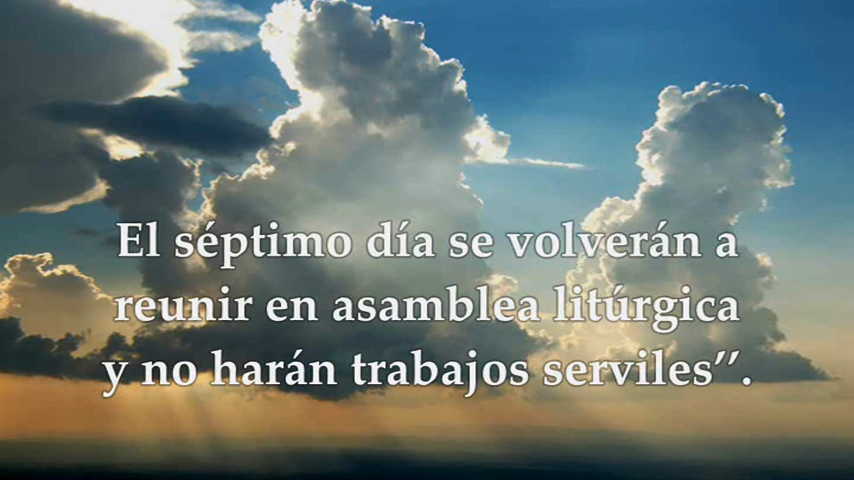 El séptimo día se volverán a
reunir en asamblea litúrgica
y no harán trabajos serviles”.